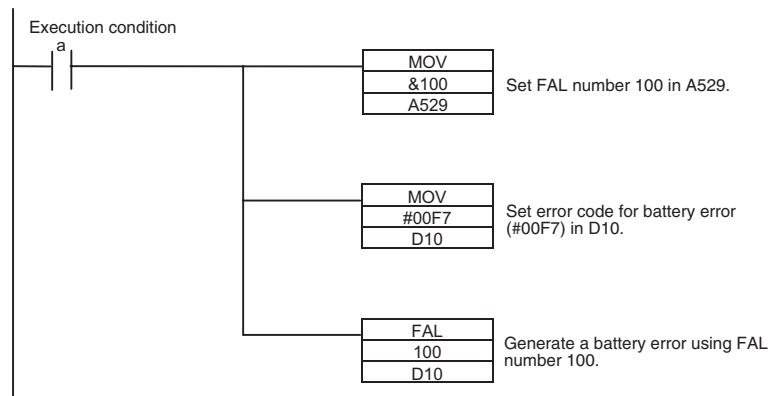 Execution condition
a
MOV
&100
A529
Set FAL number 100 in A529.
MOV
#00F7
D10
Set error code for battery error
(#00F7) in D10.
FAL
100
D10
Generate a battery error using FAL
number 100.